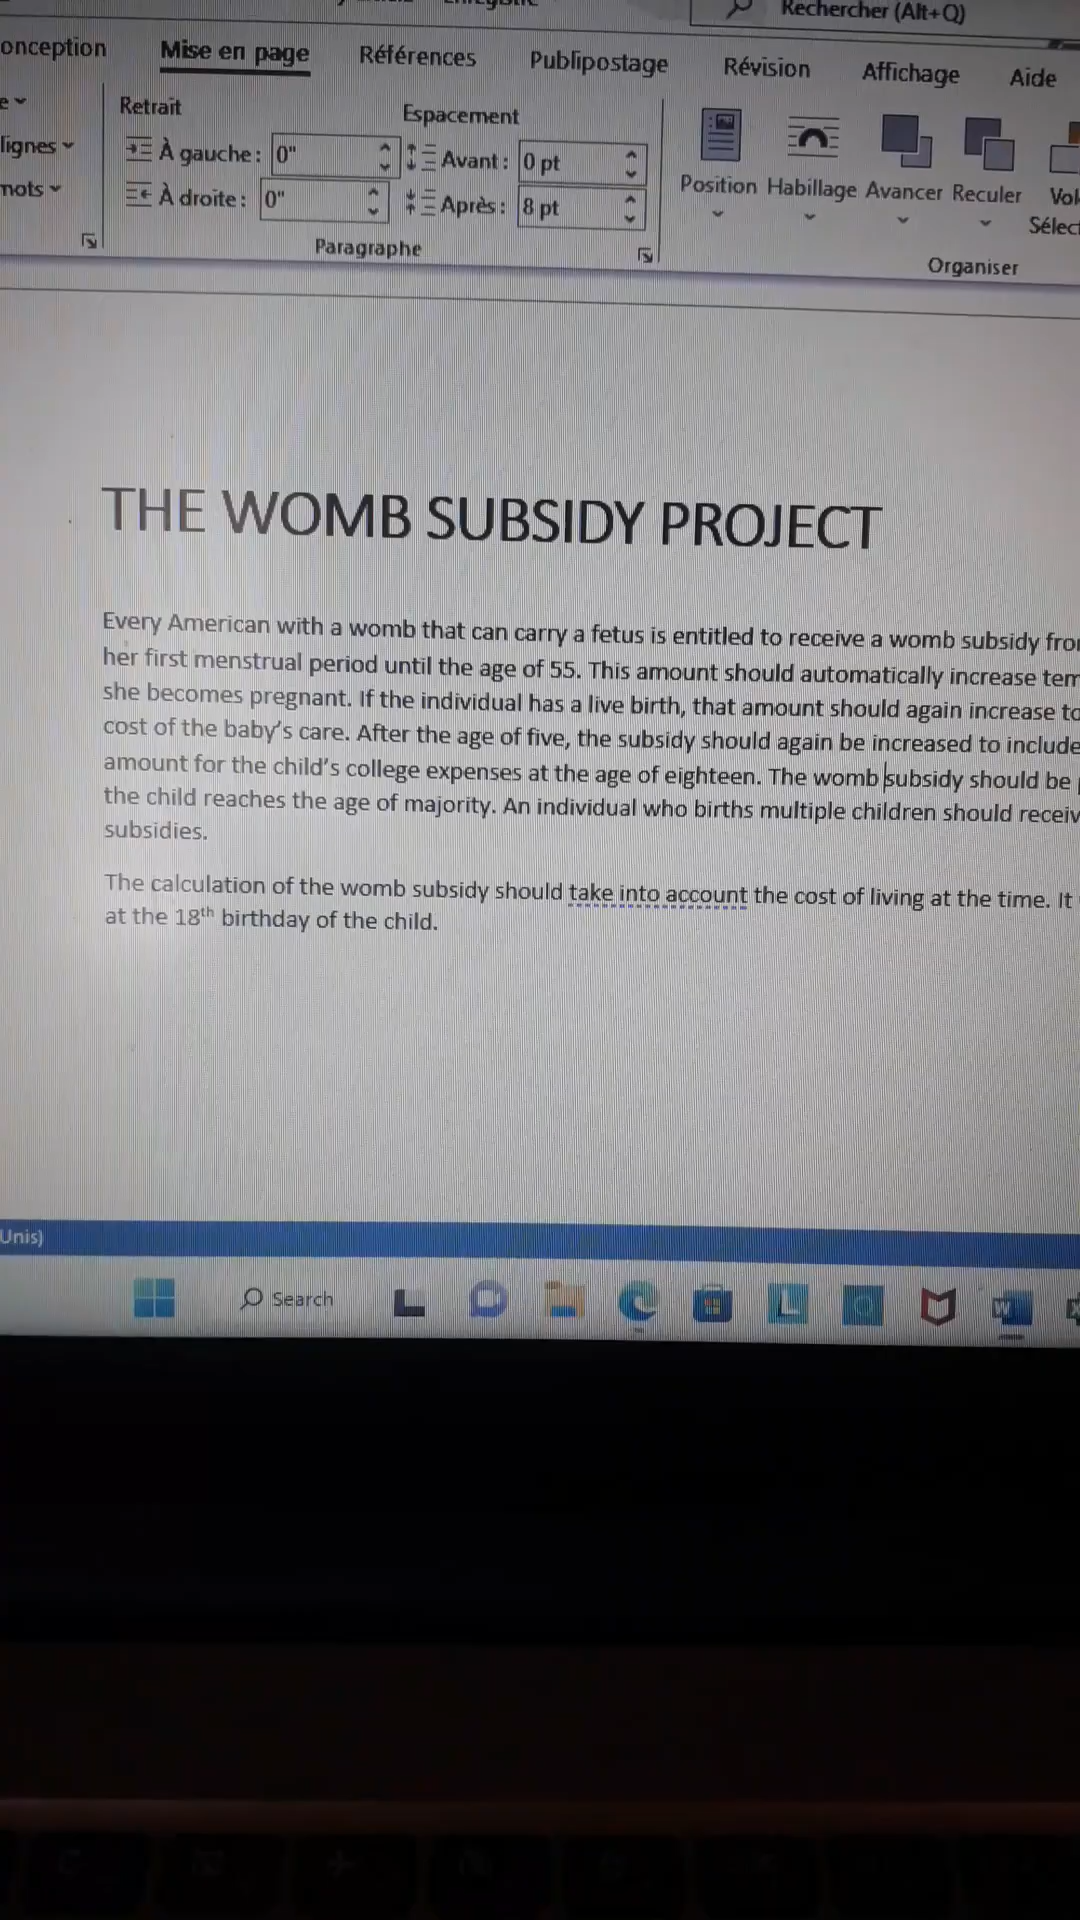 Rechercher (Alt+Q)
onception Mise en page Références Publipostage Révision Affichage Aide
Retrait Espacement
lignes À gauche : 0" Avant : 0 pt
mots À droite : 0" Après : 8 pt
Position Habillage Avancer Reculer
Paragraphe
Organiser
THE WOMB SUBSIDY PROJECT
Every American with a womb that can carry a fetus is entitled to receive a womb subsidy fro
her first menstrual period until the age of 55. This amount should automatically increase tem
she becomes pregnant. If the individual has a live birth, that amount should again increase to
cost of the baby's care. After the age of five, the subsidy should again be increased to include
amount for the child's college expenses at the age of eighteen. The womb subsidy should be
the child reaches the age of majority. An individual who births multiple children should receiv
subsidies.
The calculation of the womb subsidy should take into account the cost of living at the time. It
at the 18th birthday of the child.
Unis)
Search